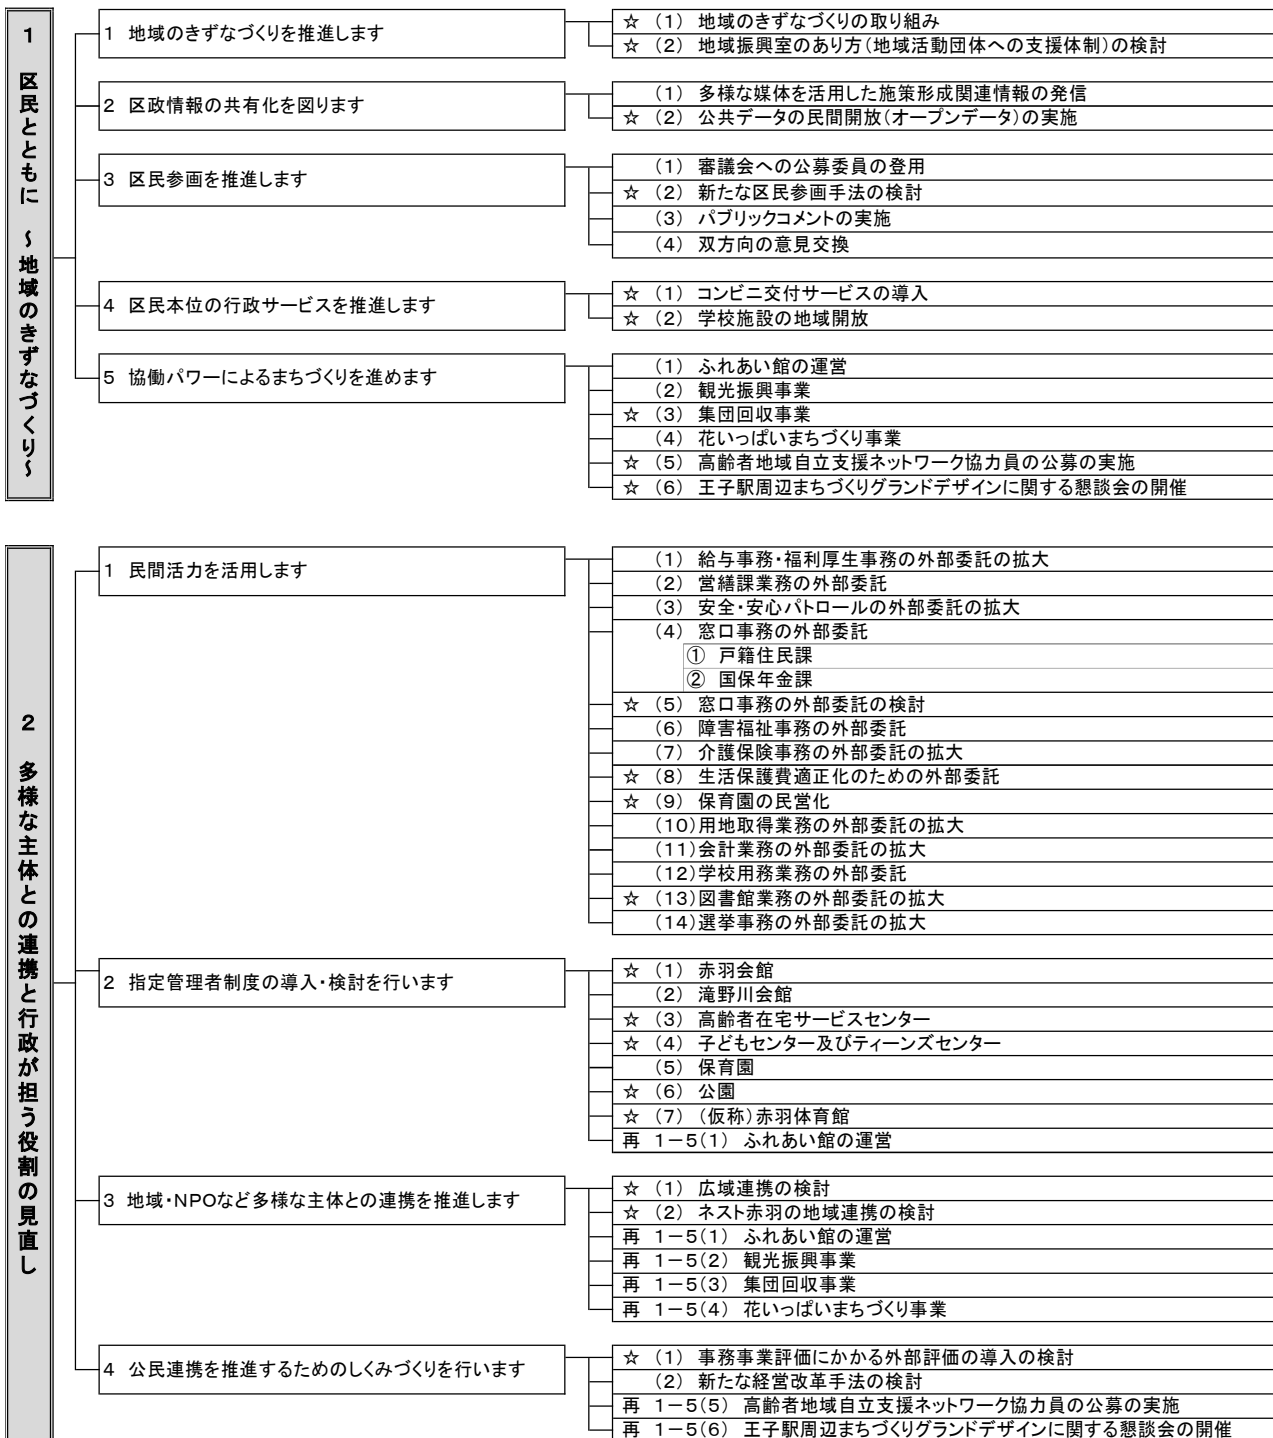 1 区民とともに ~地域のきずなづくり~
1 地域のきずなづくりを推進します
☆ (1) 地域のきずなづくりの取り組み
☆ (2) 地域振興室のあり方(地域活動団体への支援体制)の検討
2 区政情報の共有化を図ります
(1) 多様な媒体を活用した施策形成関連情報の発信
☆ (2) 公共データの民間開放(オープンデータ)の実施
3 区民参画を推進します
(1) 審議会への公募委員の登用
☆ (2) 新たな区民参画手法の検討
(3) パブリックコメントの実施
(4) 双方向の意見交換
4 区民本位の行政サービスを推進します
☆ (1) コンビニ交付サービスの導入
☆ (2) 学校施設の地域開放
5 協働パワーによるまちづくりを進めます
(1) ふれあい館の運営
(2) 観光振興事業
☆ (3) 集団回収事業
(4) 花いっぱいまちづくり事業
☆ (5) 高齢者地域自立支援ネットワーク協力員の公募の実施
☆ (6) 王子駅周辺まちづくりグランドデザインに関する懇談会の開催
2 多様な主体との連携と行政が担う役割の見直し
1 民間活力を活用します
(1) 給与事務・福利厚生事務の外部委託の拡大
(2) 営繕課業務の外部委託
(3) 安全・安心パトロールの外部委託の拡大
(4) 窓口事務の外部委託
① 戸籍住民課
② 国保年金課
☆ (5) 窓口事務の外部委託の検討
(6) 障害福祉事務の外部委託
(7) 介護保険事務の外部委託の拡大
☆ (8) 生活保護費適正化のための外部委託
☆ (9) 保育園の民営化
(10)用地取得業務の外部委託の拡大
(11)会計業務の外部委託の拡大
(12)学校用務業務の外部委託
☆ (13)図書館業務の外部委託の拡大
(14)選挙事務の外部委託の拡大
2 指定管理者制度の導入・検討を行います
☆ (1) 赤羽会館
(2) 滝野川会館
☆ (3) 高齢者在宅サービスセンター
☆ (4) 子どもセンター及びティーンズセンター
(5) 保育園
☆ (6) 公園
☆ (7) (仮称)赤羽体育館
再 1-5(1) ふれあい館の運営
3 地域・NPOなど多様な主体との連携を推進します
☆ (1) 広域連携の検討
☆ (2) ネスト赤羽の地域連携の検討
再 1-5(1) ふれあい館の運営
再 1-5(2) 観光振興事業
再 1-5(3) 集団回収事業
再 1-5(4) 花いっぱいまちづくり事業
4 公民連携を推進するためのしくみづくりを行います
☆ (1) 事務事業評価にかかる外部評価の導入の検討
(2) 新たな経営改革手法の検討
再 1-5(5) 高齢者地域自立支援ネットワーク協力員の公募の実施
再 1-5(6) 王子駅周辺まちづくりグランドデザインに関する懇談会の開催